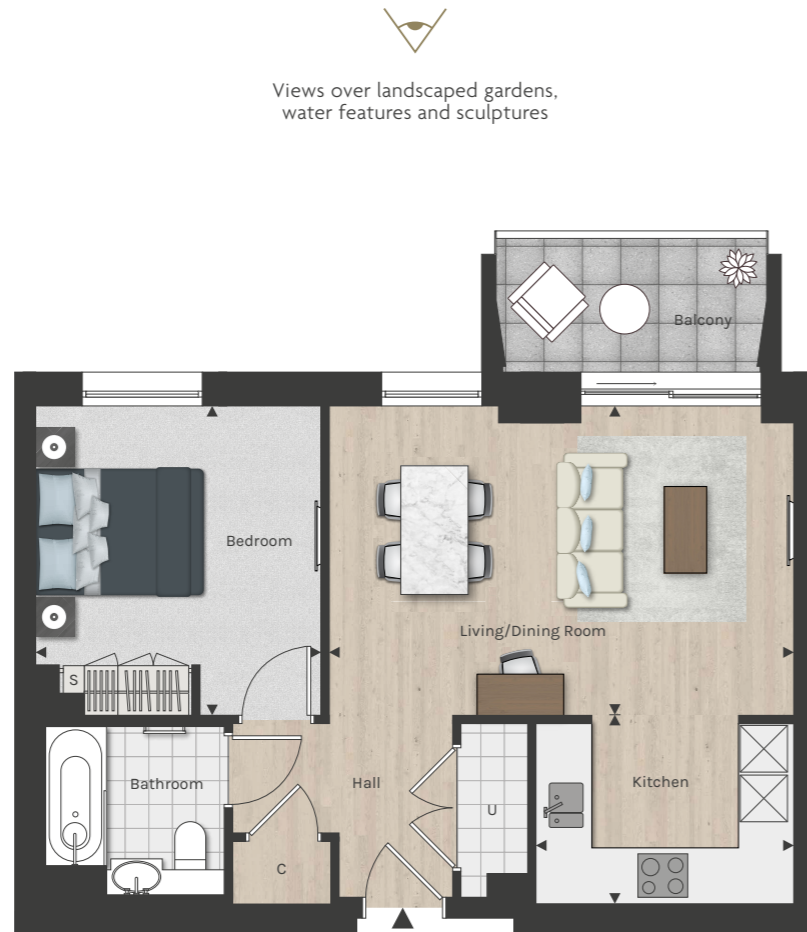 Views over landscaped gardens,
water features and sculptures
Balcony
Bedroom
Living/Dining Room
S
Bathroom
Hall
Kitchen
U
C